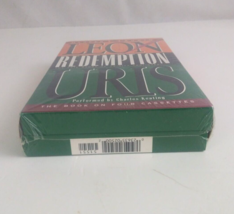 LEON
REDEMPTION
URIS
Performed by Charles Keating
THE BOOK ON FOUR CASSETTES